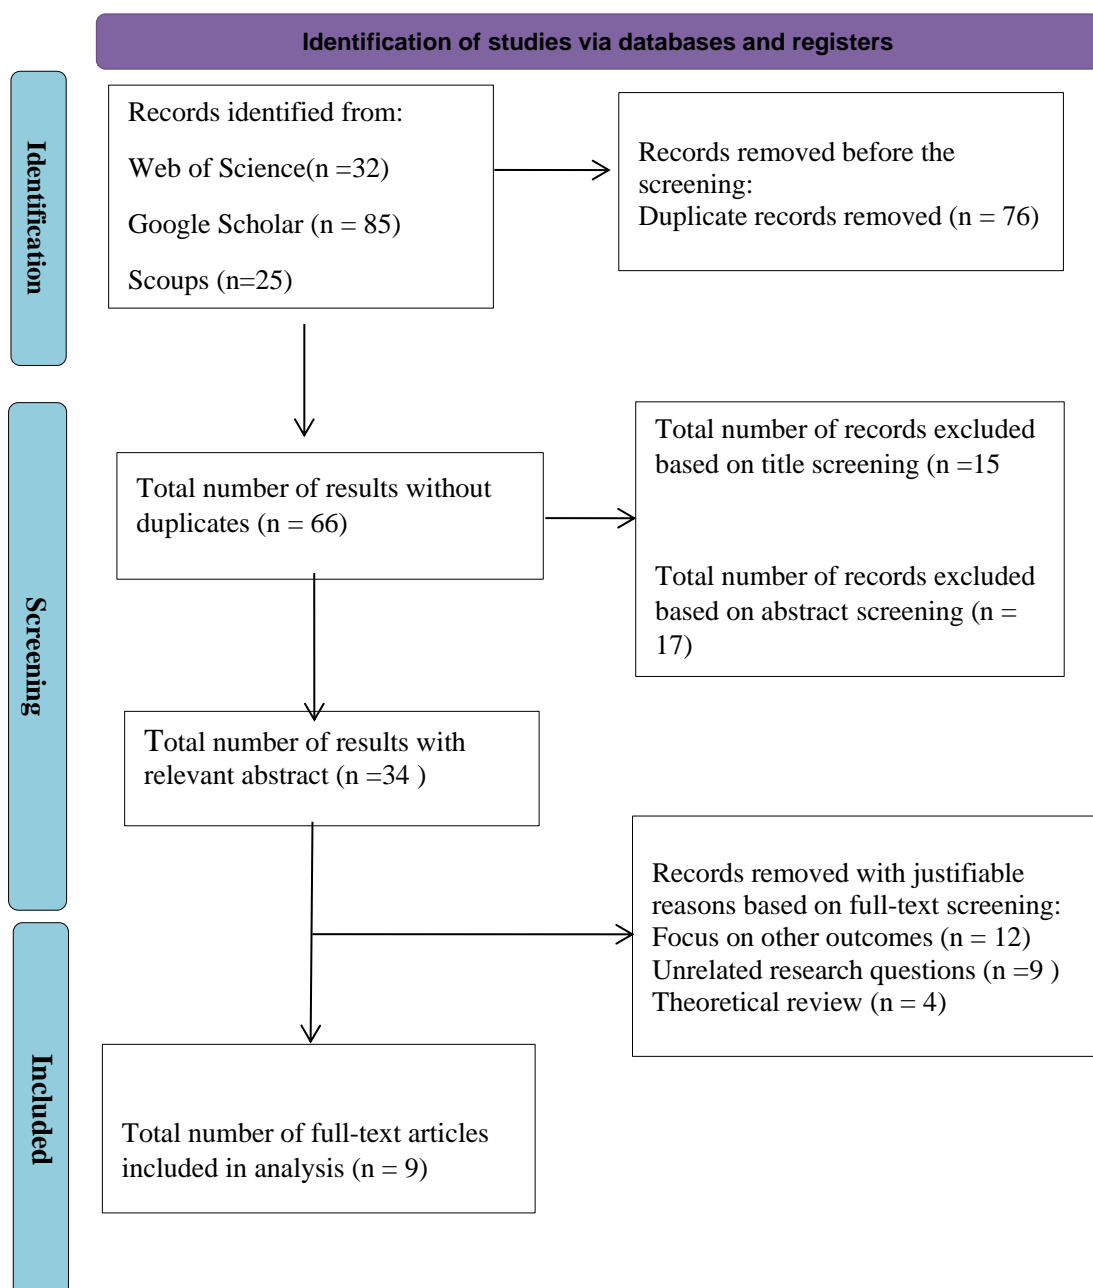 Identification of studies via databases and registers
Identification
Records identified from:
Web of Science(n =32)
Google Scholar (n = 85)
Scoups (n=25)
Records removed before the
screening:
Duplicate records removed (n = 76)
Screening
Total number of results without
duplicates (n = 66)
Total number of records excluded
based on title screening (n =15
Total number of records excluded
based on abstract screening (n =
17)
Total number of results with
relevant abstract (n =34 )
Records removed with justifiable
reasons based on full-text screening:
Focus on other outcomes (n = 12)
Unrelated research questions (n =9 )
Theoretical review (n = 4)
Included
Total number of full-text articles
included in analysis (n = 9)